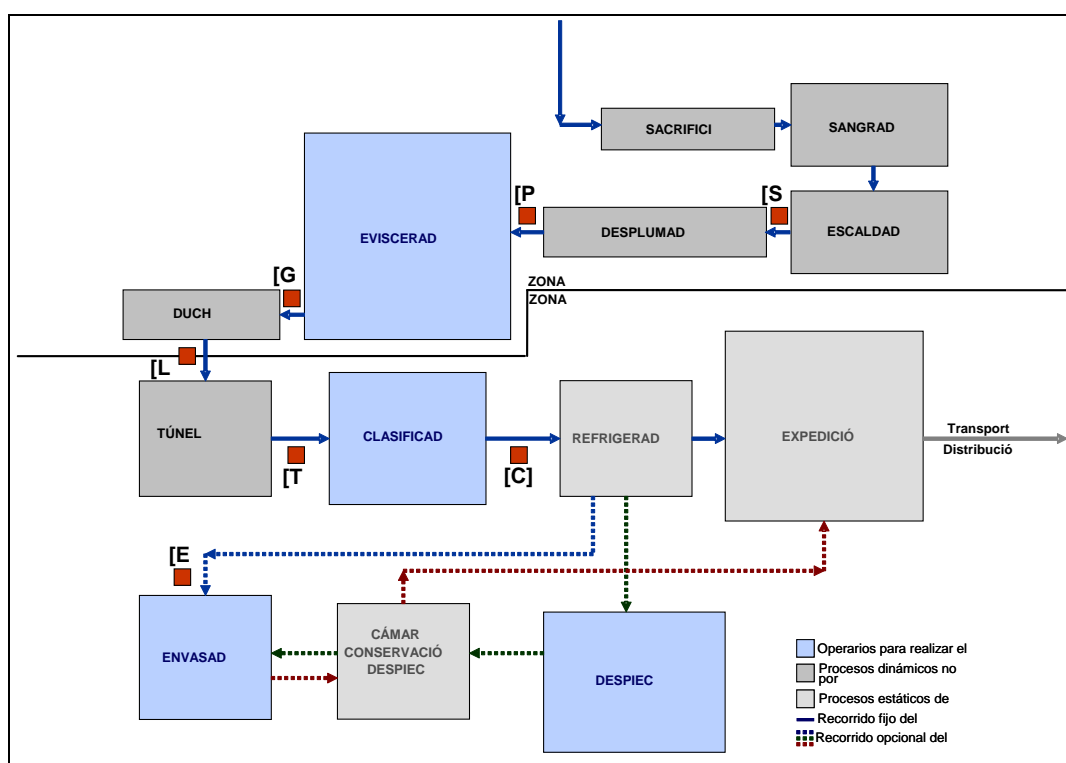 SACRIFICI
SANGRAD
[P
[S
EVISCERAD
DESPLUMAD
ESCALDAD
[G
ZONA
ZONA
DUCH
[L
TÚNEL
CLASIFICAD
REFRIGERAD
EXPEDICIÓ
Transport
Distribució
[T
[C]
[E
ENVASAD
CÁMAR
CONSERVACIÓ
DESPIEC
DESPIEC
Operarios para realizar el
Procesos dinámicos no
por
Procesos estáticos de
Recorrido fijo del
Recorrido opcional del